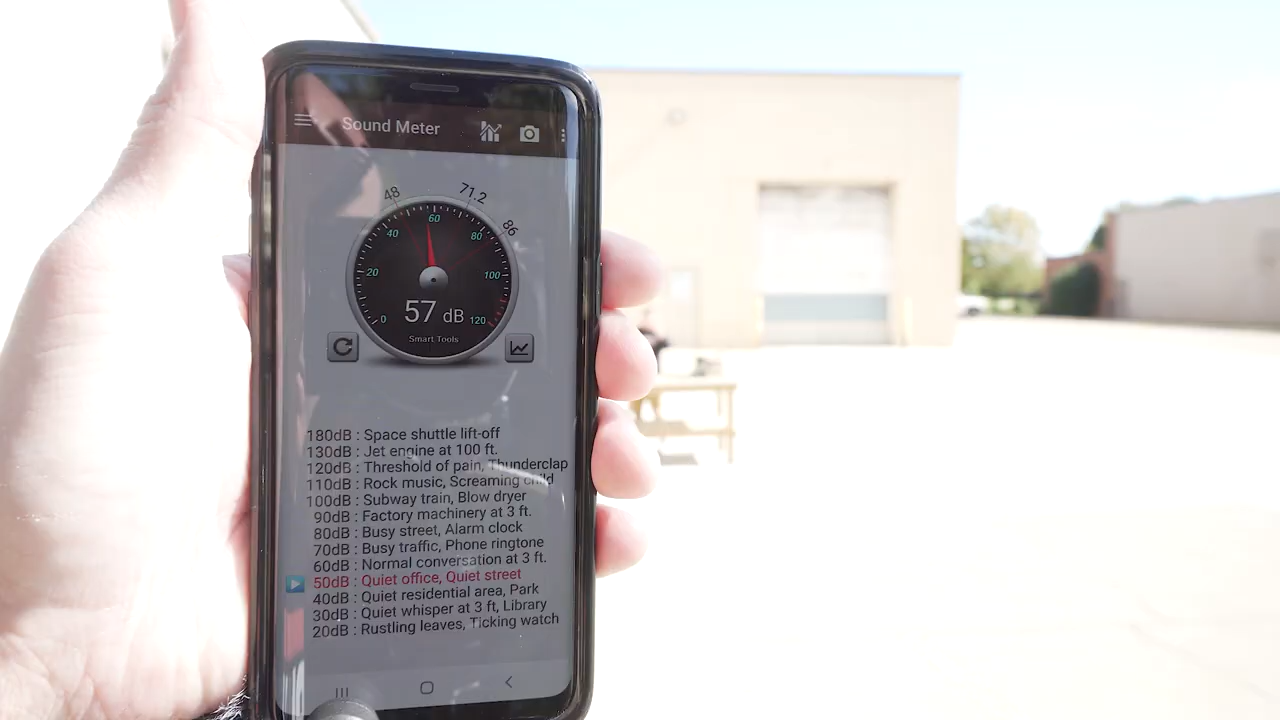 Sound Meter
48
71.2
86
0
20
40
60
80
100
120
57 dB
Smart Tools
180dB : Space shuttle lift-off
130dB : Jet engine at 100 ft.
120dB : Threshold of pain, Thunderclap
110dB : Rock music, Screaming child
100dB : Subway train, Blow dryer
90dB : Factory machinery at 3 ft.
80dB : Busy street, Alarm clock
70dB : Busy traffic, Phone ringtone
60dB : Normal conversation at 3 ft.
50dB : Quiet office, Quiet street
40dB : Quiet residential area, Park
30dB : Quiet whisper at 3 ft, Library
20dB : Rustling leaves, Ticking watch